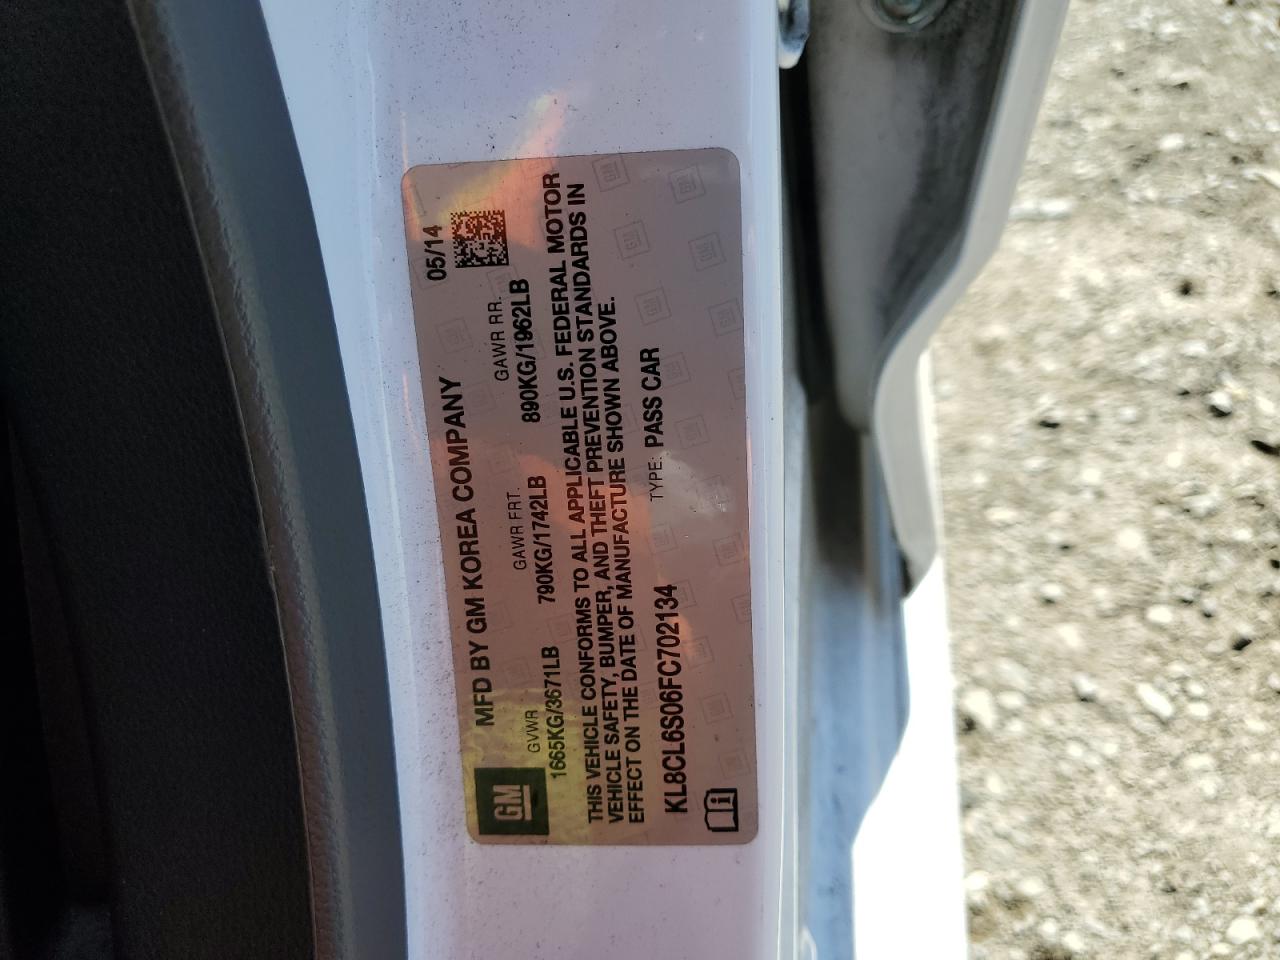 GM
MFD BY GM KOREA COMPANY
05/14
GVWR
GAWR FRT.
GAWR RR.
1665KG/3671LB
790KG/1742LB
890KG/1962LB
THIS VEHICLE CONFORMS TO ALL APPLICABLE U.S. FEDERAL MOTOR
VEHICLE SAFETY, BUMPER, AND THEFT PREVENTION STANDARDS IN
EFFECT ON THE DATE OF MANUFACTURE SHOWN ABOVE.
KL8CL6S06FC702134
TYPE: PASS CAR